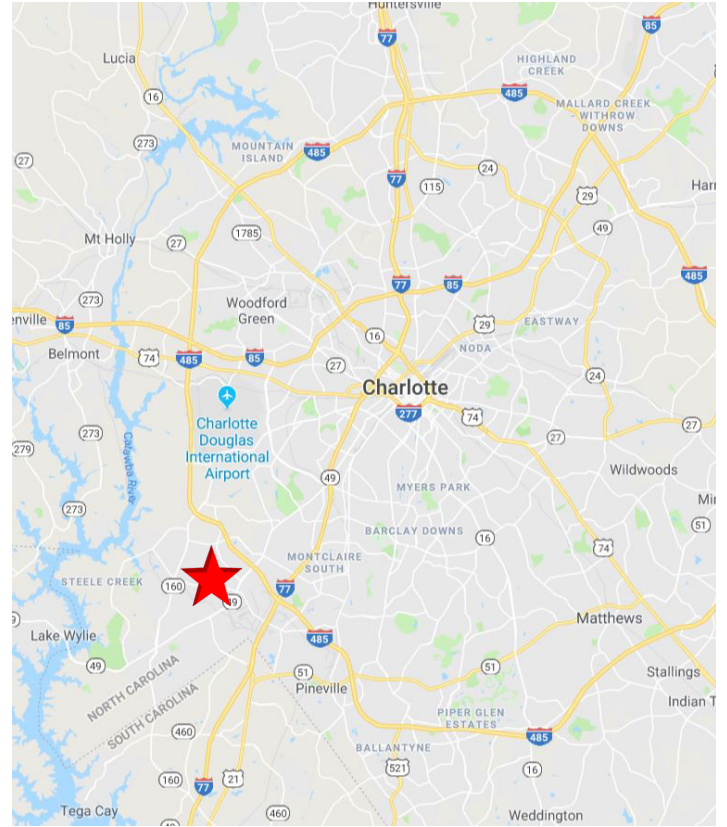 Huntersville
77
85
Lucia
HIGHLAND
CREEK
16
485
MALLARD CREEK
- WITHROW
DOWNS
273
MOUNTAIN
ISLAND
485
27
77
24
115
29
Mt Holly
27
1785
49
485
77
85
273
Woodford
Green
85
29
EASTWAY
16
NODA
Belmont
74
485
85
27
24
Charlotte
277
74
Charlotte
Douglas
International
Airport
27
27
273
279
Catawba River
49
Wildwoods
MYERS PARK
273
51
BARCLAY DOWNS
16
74
MONTCLAIRE
SOUTH
STEELE CREEK
160
77
49
Matthews
Lake Wylie
485
49
51
51
Stallings
NORTH CAROLINA
SOUTH CAROLINA
Pineville
PIPER GLEN
ESTATES
460
485
BALLANTYNE
160
21
521
16
77
Tega Cay
460
Weddington